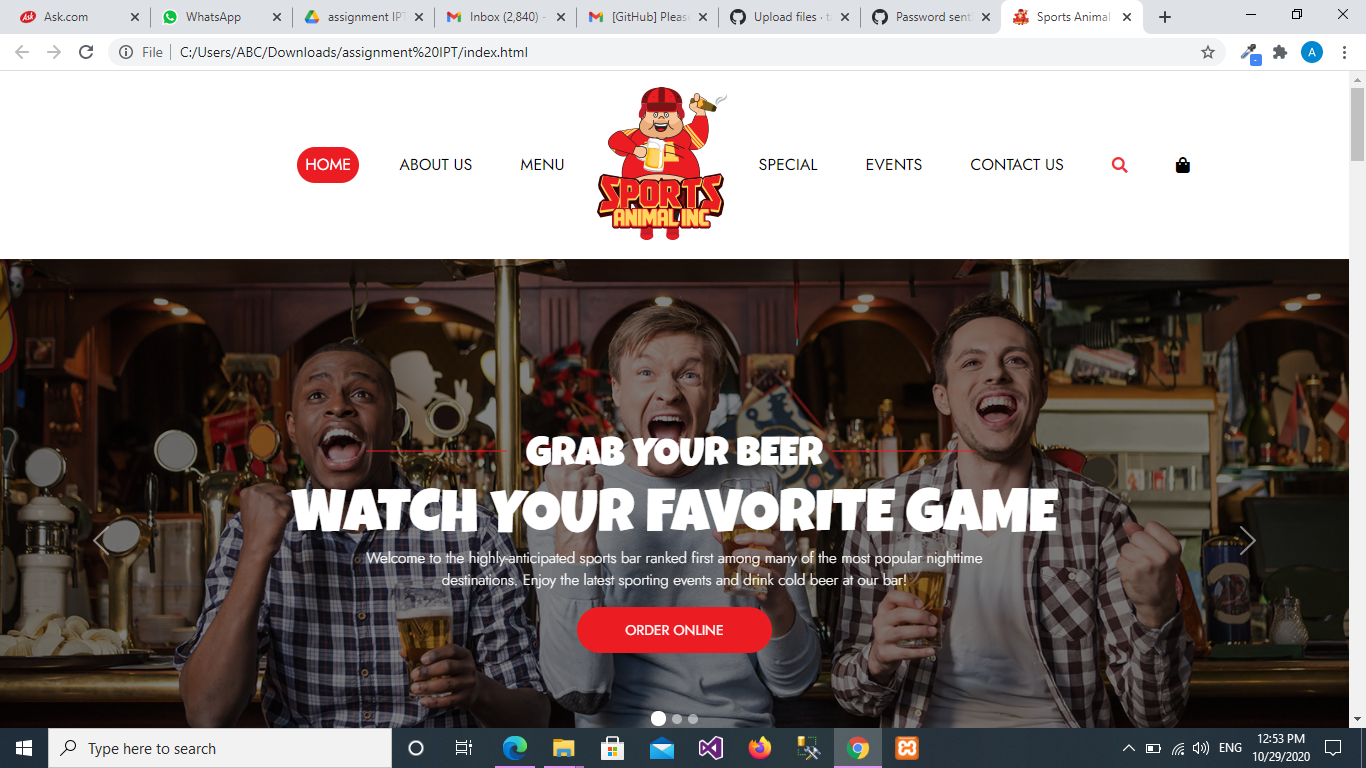 Ask.com
WhatsApp
assignment IPT
Inbox (2,840) -
[GitHub] Pleas
Upload files · t
Password sent
Sports Animal
File
C:/Users/ABC/Downloads/assignment%20IPT/index.html
A
HOME
ABOUT US
MENU
SPORTS
ANIMAL INC
SPECIAL
EVENTS
CONTACT US
GRAB YOUR BEER
WATCH YOUR FAVORITE GAME
Welcome to the highly-anticipated sports bar ranked first among many of the most popular nighttime
destinations. Enjoy the latest sporting events and drink cold beer at our bar!
ORDER ONLINE
Type here to search
ENG
12:53 PM
10/29/2020